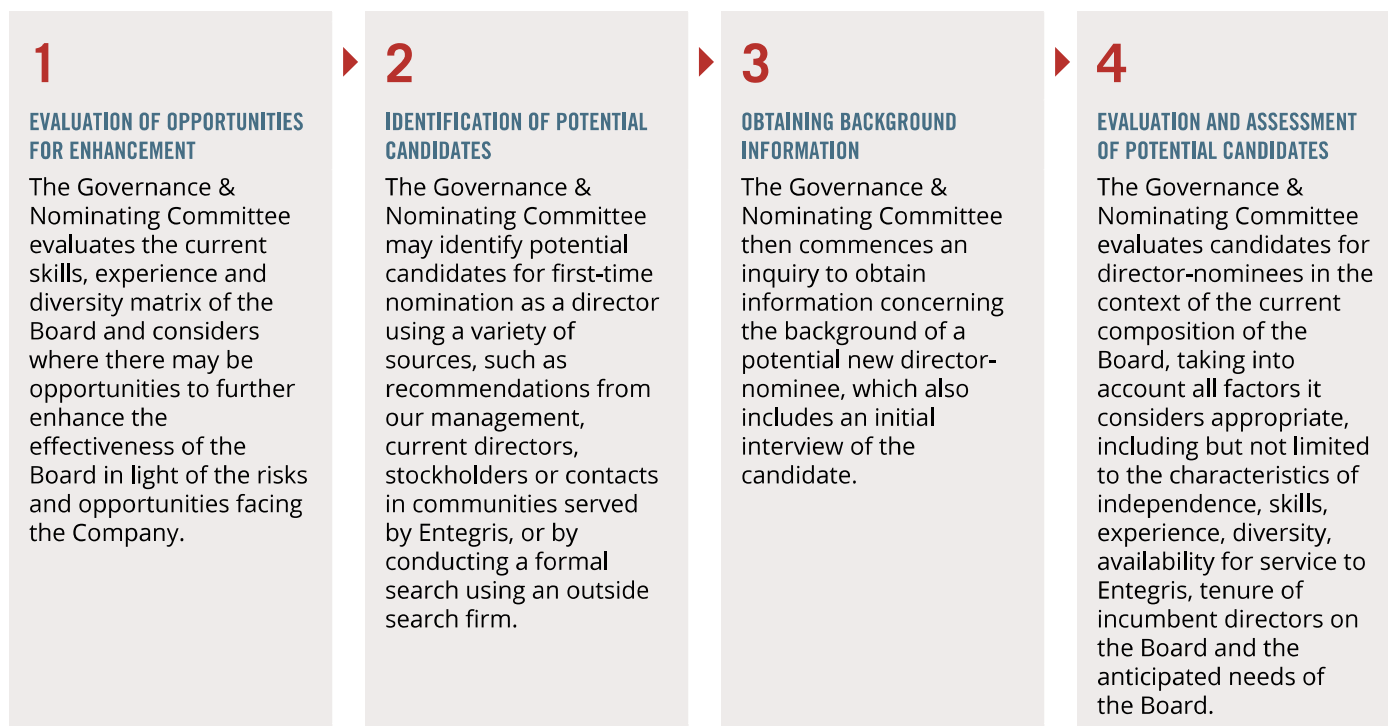 1
EVALUATION OF OPPORTUNITIES
FOR ENHANCEMENT
The Governance &
Nominating Committee
evaluates the current
skills, experience and
diversity matrix of the
Board and considers
where there may be
opportunities to further
enhance the
effectiveness of the
Board in light of the risks
and opportunities facing
the Company.
2
IDENTIFICATION OF POTENTIAL
CANDIDATES
The Governance &
Nominating Committee
may identify potential
candidates for first-time
nomination as a director
using a variety of
sources, such as
recommendations from
our management,
current directors,
stockholders or contacts
in communities served
by Entegris, or by
conducting a formal
search using an outside
search firm.
3
OBTAINING BACKGROUND
INFORMATION
The Governance &
Nominating Committee
then commences an
inquiry to obtain
information concerning
the background of a
potential new director-
nominee, which also
includes an initial
interview of the
candidate.
4
EVALUATION AND ASSESSMENT
OF POTENTIAL CANDIDATES
The Governance &
Nominating Committee
evaluates candidates for
director-nominees in the
context of the current
composition of the
Board, taking into
account all factors it
considers appropriate,
including but not limited
to the characteristics of
independence, skills,
experience, diversity,
availability for service to
Entegris, tenure of
incumbent directors on
the Board and the
anticipated needs of
the Board.